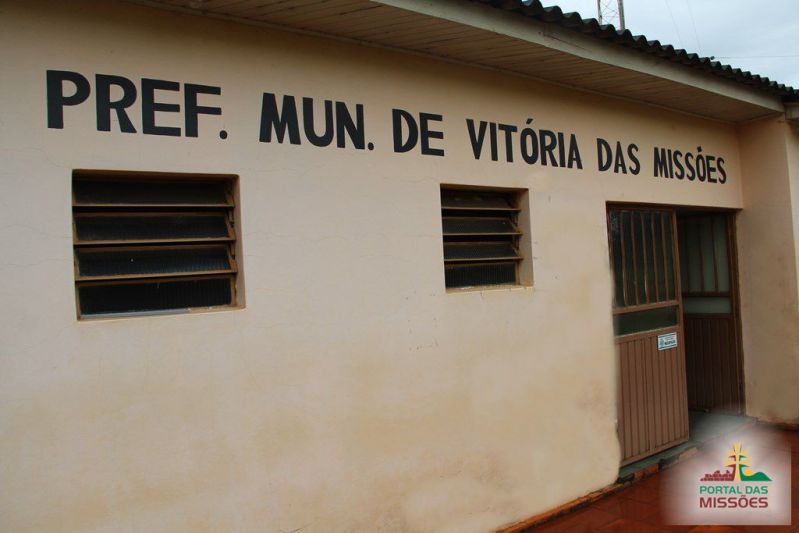 PREF. MUN. DE VITÓRIA DAS MISSÕES
PORTAL DAS
MISSÕES